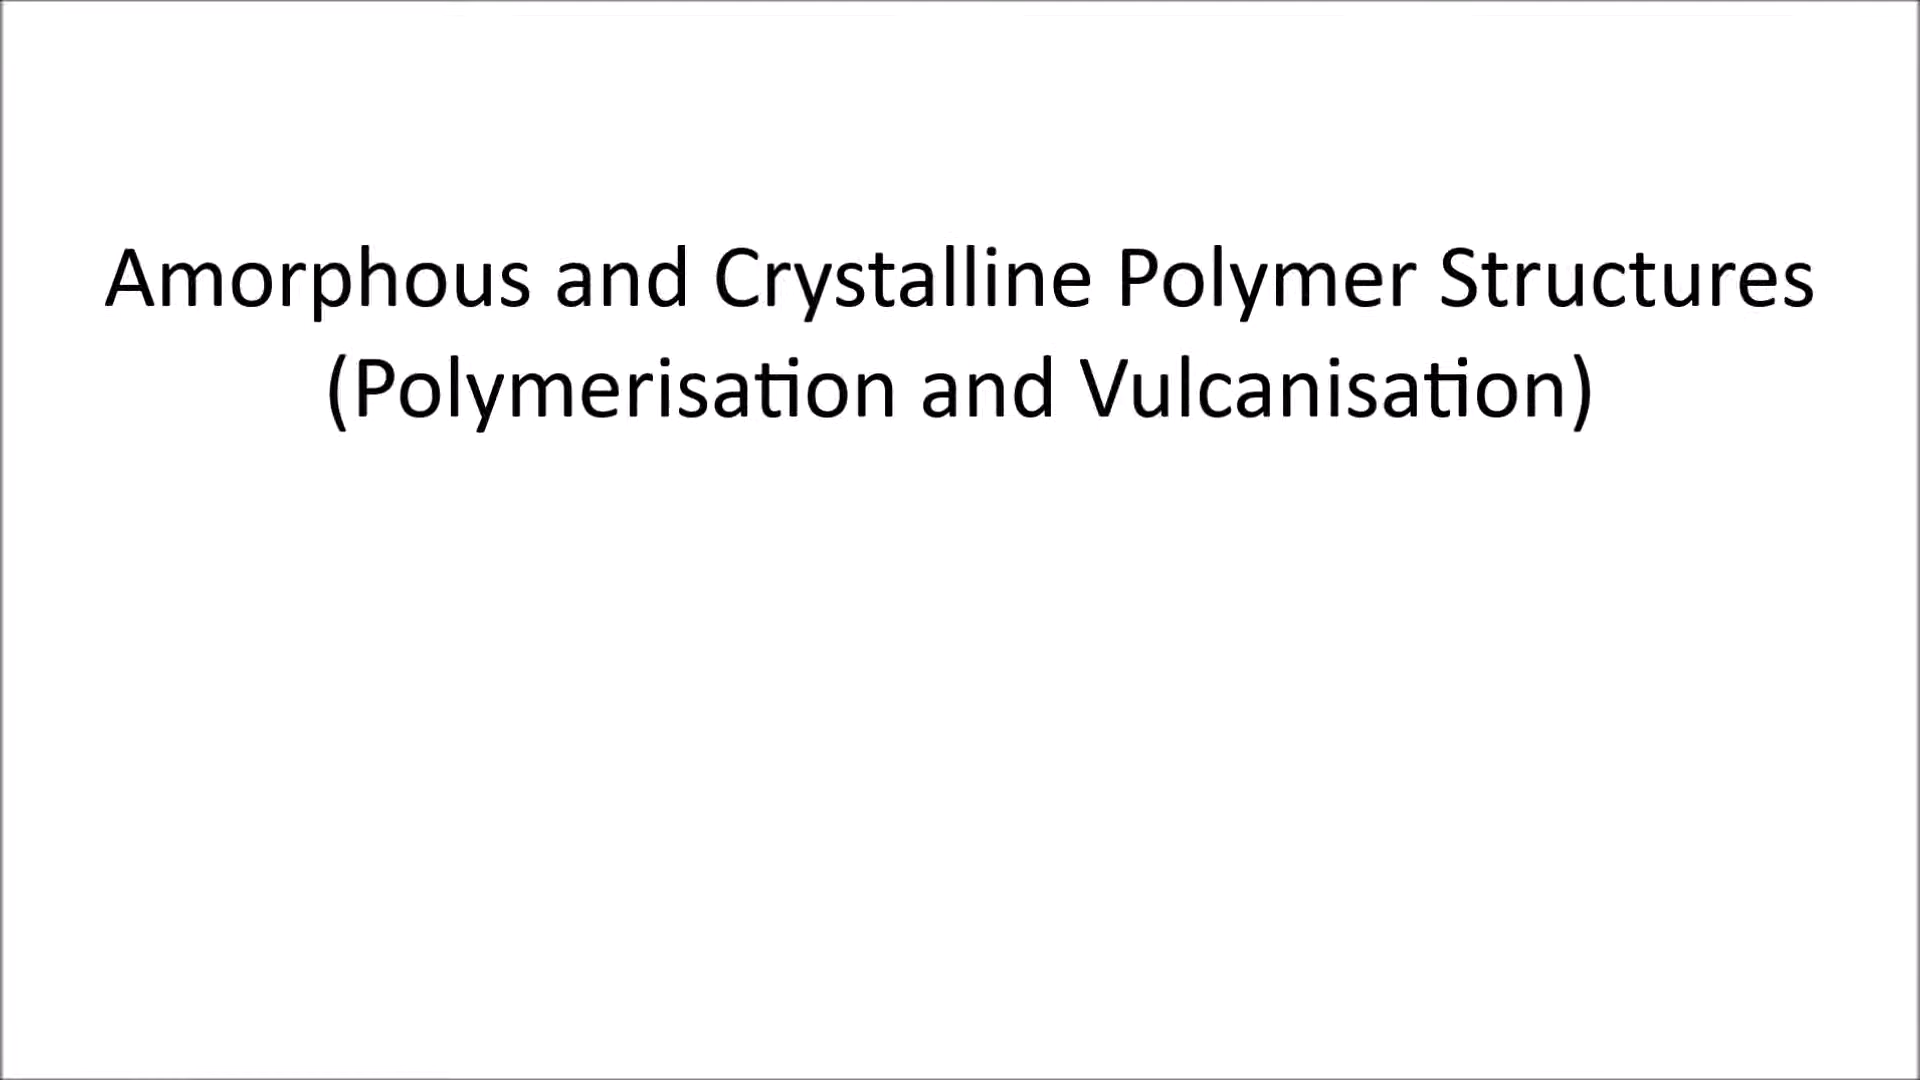 Amorphous and Crystalline Polymer Structures
(Polymerisation and Vulcanisation)